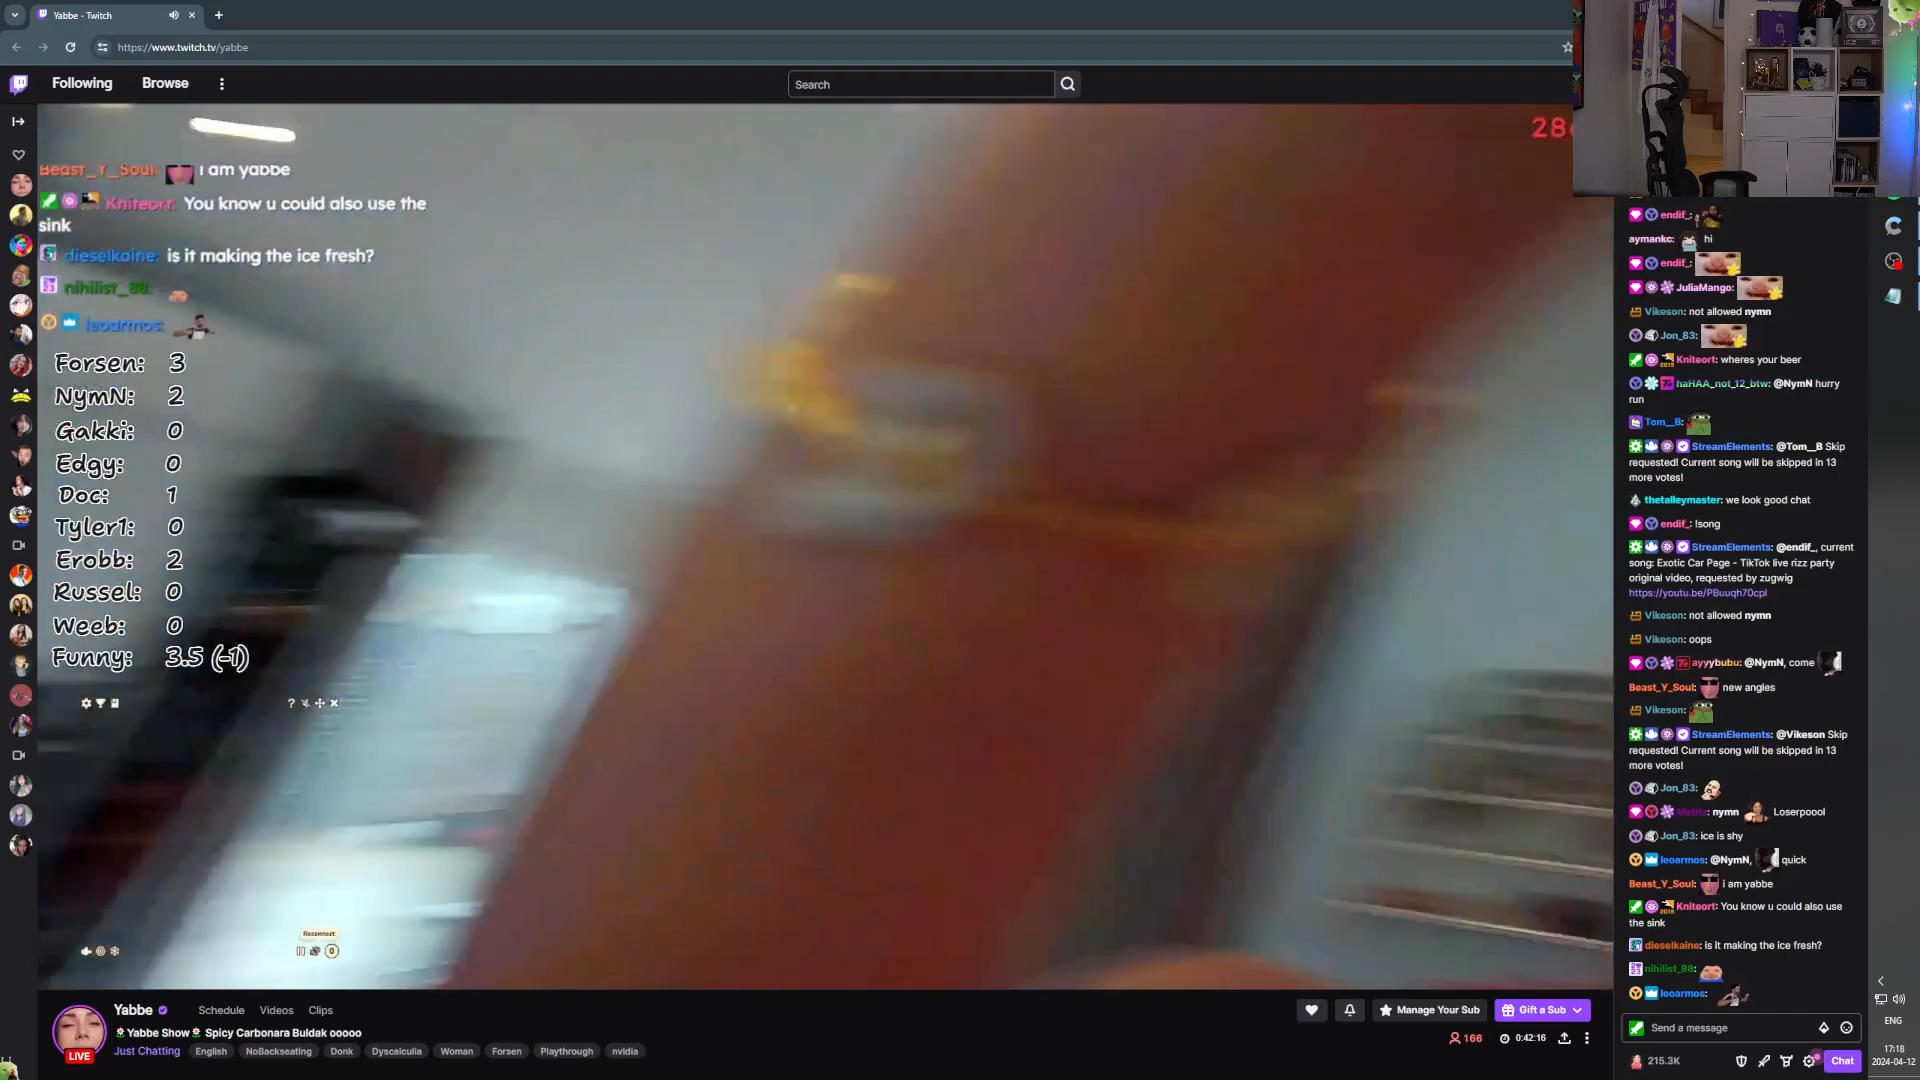 Yabbe - Twitch
https://www.twitch.tv/yabbe
Following
Browse
Search
Beast_Y_Soul: i am yabbe
Kniteort: You know u could also use the
sink
dieselkaine: is it making the ice fresh?
nihilist_88:
leoarmos:
Forsen: 3
NymN: 2
Gakki: 0
Edgy: 0
Doc: 1
Tyler1: 0
Erobb: 2
Russel: 0
Weeb: 0
Funny: 3.5 (-1)
Reconnect
0
28
endif_:
aymankc: hi
endif_:
JuliaMango:
Vikeson: not allowed nymn
Jon_83:
Kniteort: wheres your beer
haHAA_not_12_btw: @NymN hurry
run
Tom__B:
StreamElements: @Tom__B Skip
requested! Current song will be skipped in 13
more votes!
thetalleymaster: we look good chat
endif_: !song
StreamElements: @endif_, current
song: Exotic Car Page - TikTok live rizz party
original video, requested by zugwig
https://youtu.be/PBuuqh70cpI
Vikeson: not allowed nymn
Vikeson: oops
ayyybubu: @NymN, come
Beast_Y_Soul: new angles
Vikeson:
StreamElements: @Vikeson Skip
requested! Current song will be skipped in 13
more votes!
Jon_83:
Metrix: nymn Loserpoool
Jon_83: ice is shy
leoarmos: @NymN, quick
Beast_Y_Soul: i am yabbe
Kniteort: You know u could also use
the sink
dieselkaine: is it making the ice fresh?
nihilist_88:
leoarmos:
Send a message
215.3K
Chat
Yabbe
Schedule
Videos
Clips
Yabbe Show Spicy Carbonara Buldak ooooo
LIVE
Just Chatting
English
NoBackseating
Donk
Dyscalculia
Woman
Forsen
Playthrough
nvidia
Manage Your Sub
Gift a Sub
166
0:42:16
ENG
17:18
2024-04-12